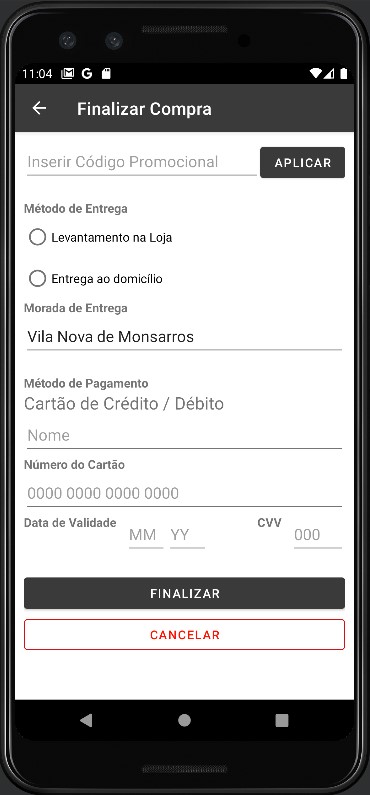 11:04
Finalizar Compra
Inserir Código Promocional APLICAR
Método de Entrega
Levantamento na Loja
Entrega ao domicílio
Morada de Entrega
Vila Nova de Monsarros
Método de Pagamento
Cartão de Crédito / Débito
Nome
Número do Cartão
0000 0000 0000 0000
Data de Validade MM YY CVV 000
FINALIZAR
CANCELAR